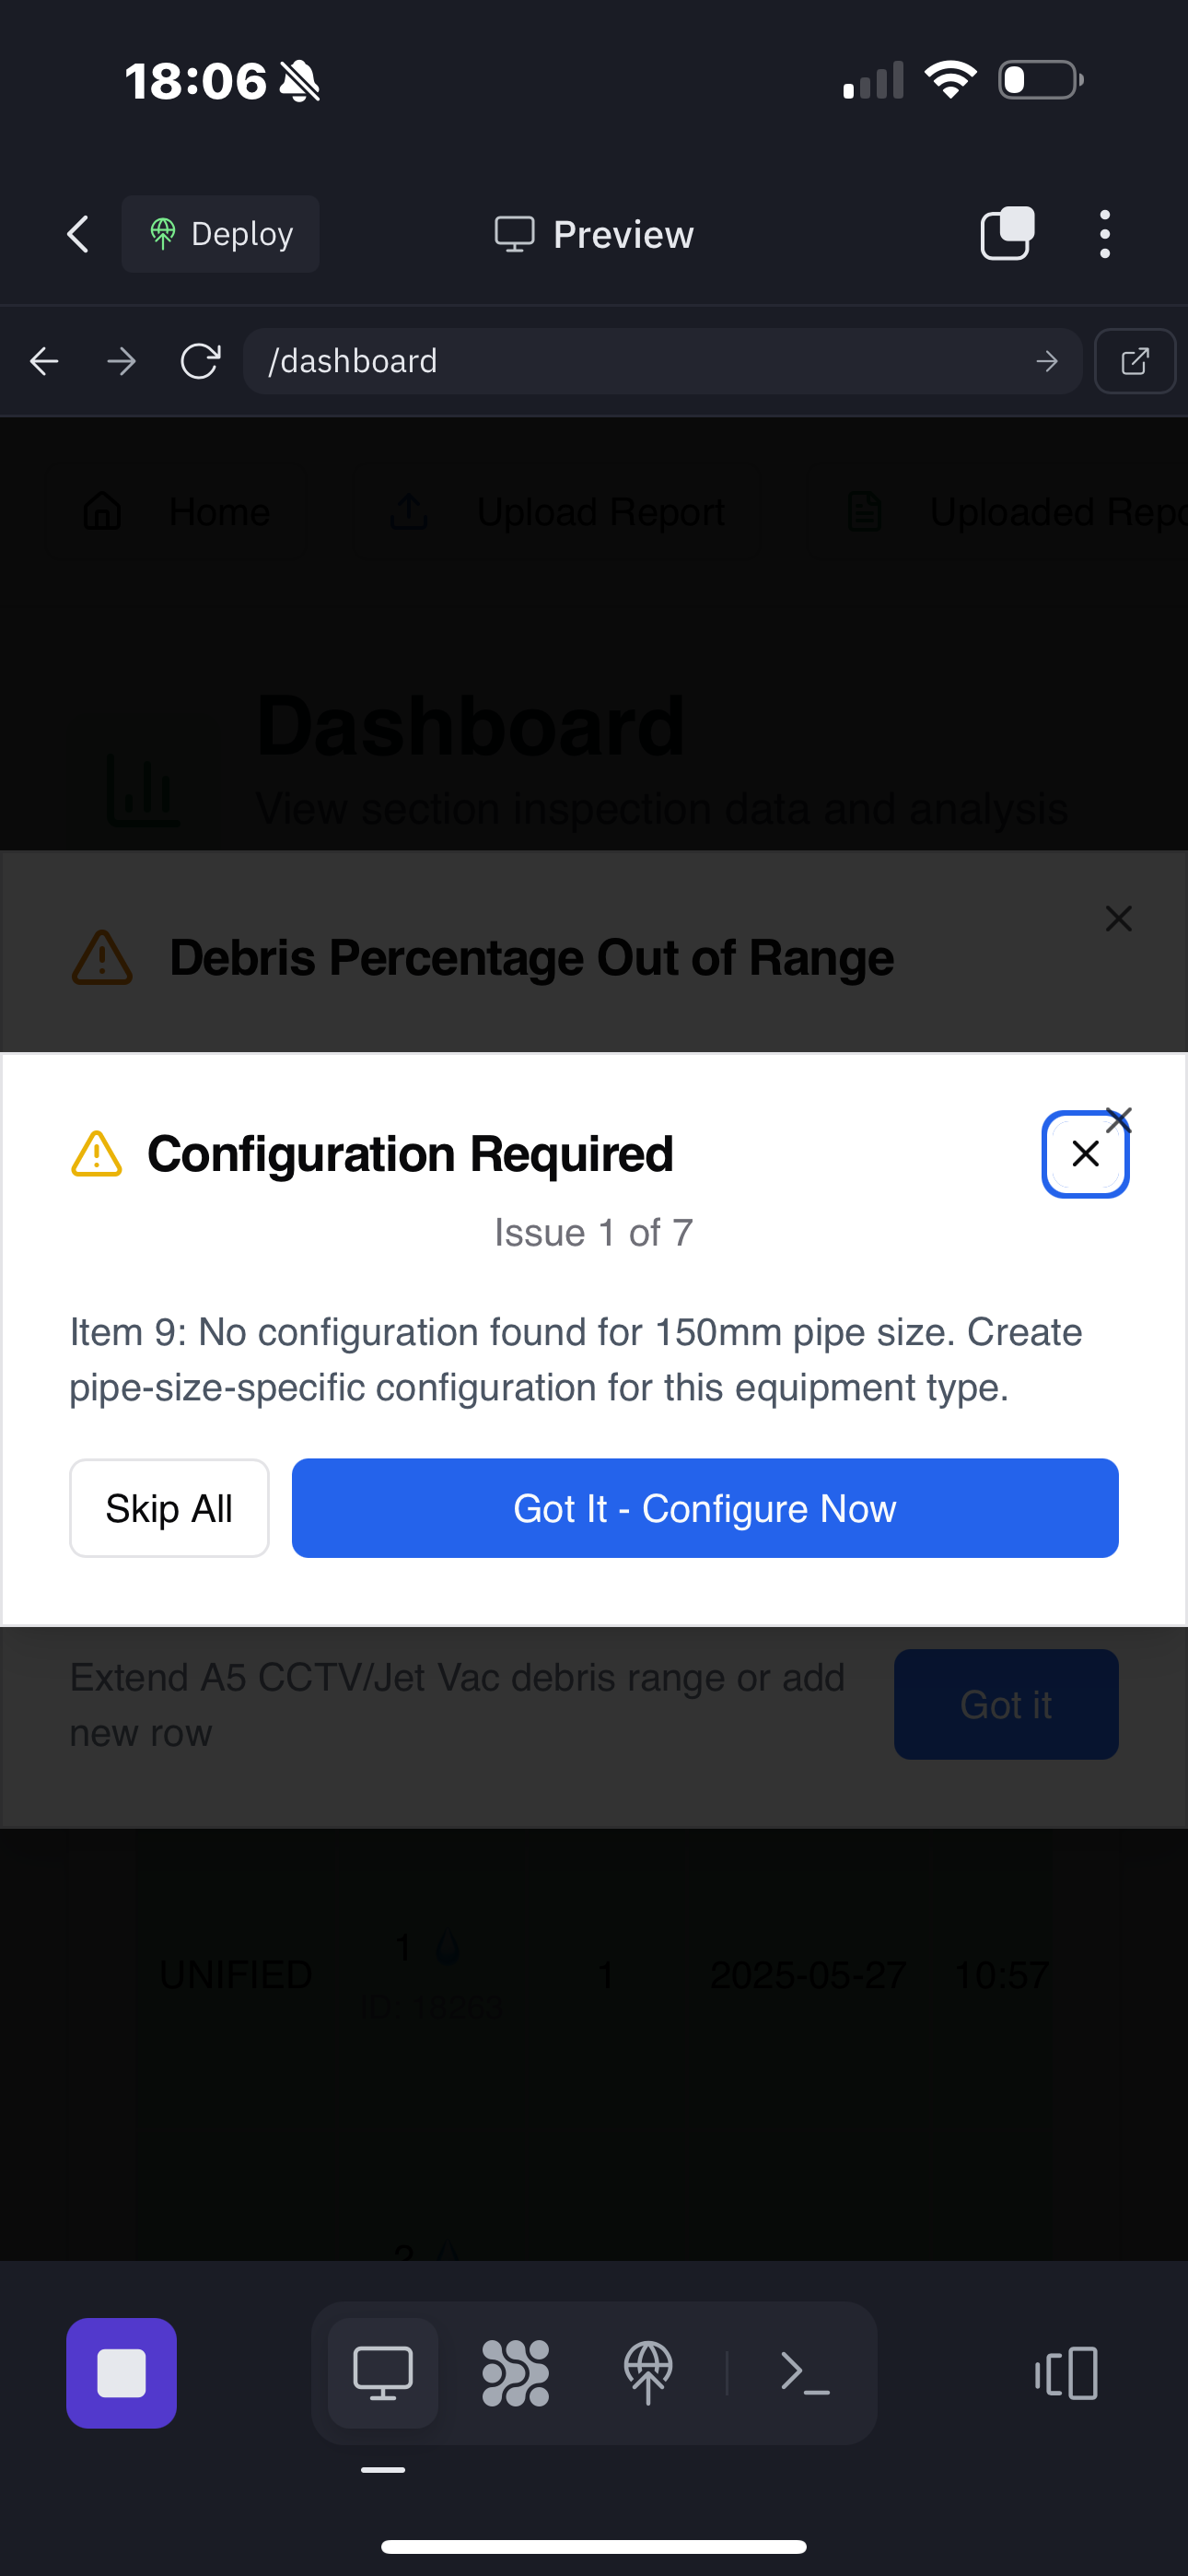 18:06
Deploy
Preview
/dashboard
Home
Upload Report
Uploaded Repo
Dashboard
View section inspection data and analysis
Debris Percentage Out of Range
Configuration Required
Issue 1 of 7
Item 9: No configuration found for 150mm pipe size. Create
pipe-size-specific configuration for this equipment type.
Skip All
Got It - Configure Now
Extend A5 CCTV/Jet Vac debris range or add
new row
Got it
UNIFIED
1
ID: 18263
1
2025-05-27
10:57